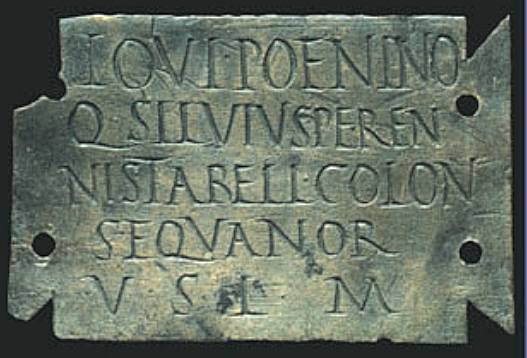 IOVI·POENINO
Q SILVIVS PEREN
NIS TABELL·COLON
SEQVANOR
V S L M